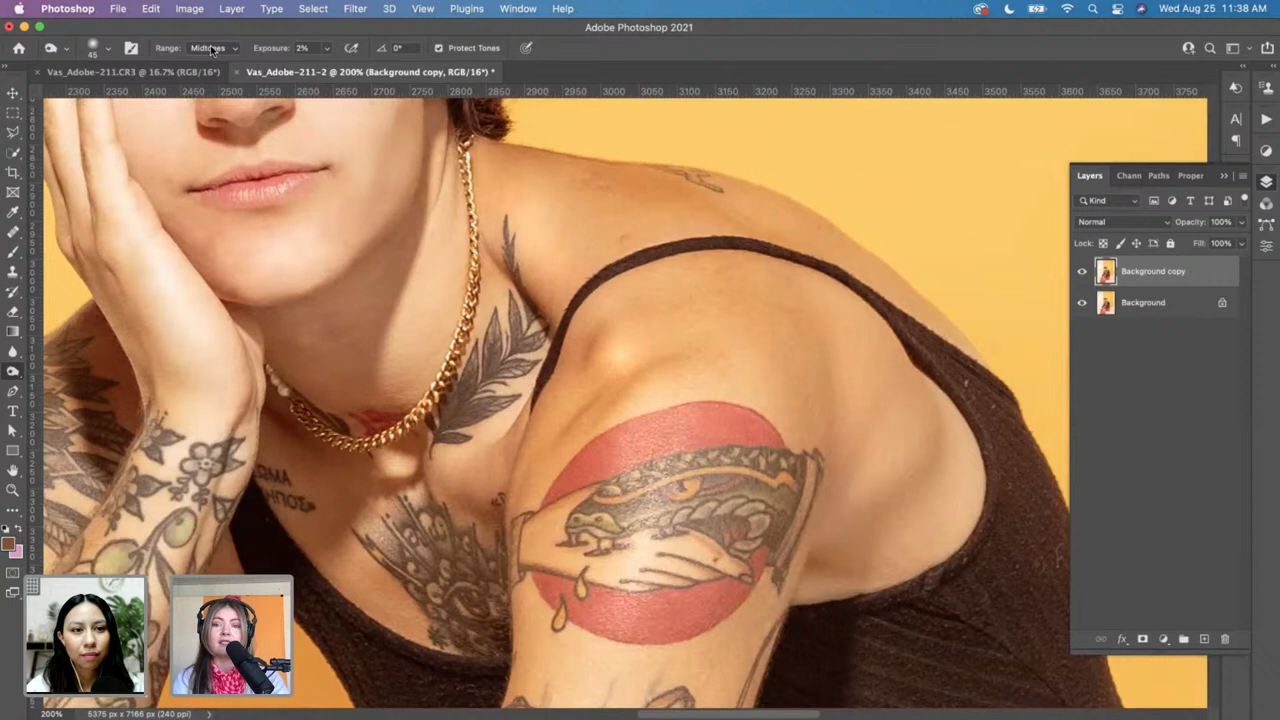 Photoshop File Edit Image Layer Type Select Filter 3D View Plugins Window Help Wed Aug 25 11:38 AM
Adobe Photoshop 2021
45 Range: Midtones Exposure: 2% 0° Protect Tones
× Vas_Adobe-211.CR3 @ 16.7% (RGB/16*) × Vas_Adobe-211-2 @ 200% (Background copy, RGB/16*) *
2350 2400 2450 2500 2550 2600 2650 2700 2750 2800 2850 2900 2950 3000 3050 3100 3150 3200 3250 3300 3350 3400 3450 3500 3550 3600 3650 3700 3750
Layers Chann Paths Proper
Kind
Normal Opacity: 100%
Lock: Fill: 100%
Background copy
Background
200% 5375 px x 7166 px (240 ppi)